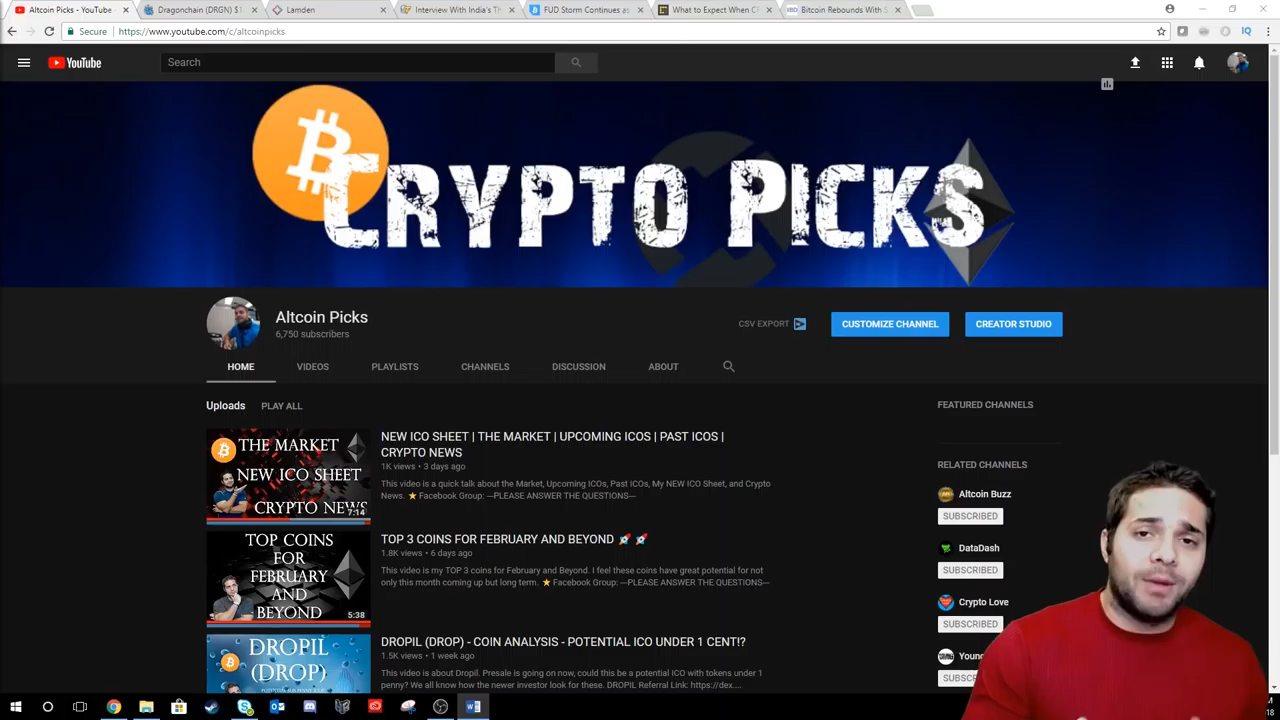 Altcoin Picks - YouTube
Dragonchain (DRGN) $1
Lamden
Interview With India's Th
FUD Storm Continues as
What to Expect When CF
Bitcoin Rebounds With S
Secure
https://www.youtube.com/c/altcoinpicks
YouTube
Search
CRYPTO PICKS
Altcoin Picks
6,750 subscribers
CSV EXPORT
CUSTOMIZE CHANNEL
CREATOR STUDIO
HOME
VIDEOS
PLAYLISTS
CHANNELS
DISCUSSION
ABOUT
Uploads
PLAY ALL
THE MARKET
NEW ICO SHEET
CRYPTO NEWS
7:14
NEW ICO SHEET | THE MARKET | UPCOMING ICOS | PAST ICOS |
CRYPTO NEWS
1K views • 3 days ago
This video is a quick talk about the Market, Upcoming ICOs, Past ICOs, My NEW ICO Sheet, and Crypto
News. ⭐ Facebook Group: ---PLEASE ANSWER THE QUESTIONS---
TOP COINS
FOR
FEBRUARY
AND
BEYOND
5:38
TOP 3 COINS FOR FEBRUARY AND BEYOND 🚀 🚀
1.8K views • 6 days ago
This video is my TOP 3 coins for February and Beyond. I feel these coins have great potential for not
only this month coming up but long term. ⭐ Facebook Group: ---PLEASE ANSWER THE QUESTIONS---
DROPIL
(DROP)
DROPIL (DROP) - COIN ANALYSIS - POTENTIAL ICO UNDER 1 CENT!?
1.5K views • 1 week ago
This video is about Dropil. Presale is going on now, could this be a potential ICO with tokens under 1
penny? We all know how the newer investor look for these. DROPIL Referral Link: https://dex....
FEATURED CHANNELS
RELATED CHANNELS
Altcoin Buzz
SUBSCRIBED
DataDash
SUBSCRIBED
Crypto Love
SUBSCRIBED
Young